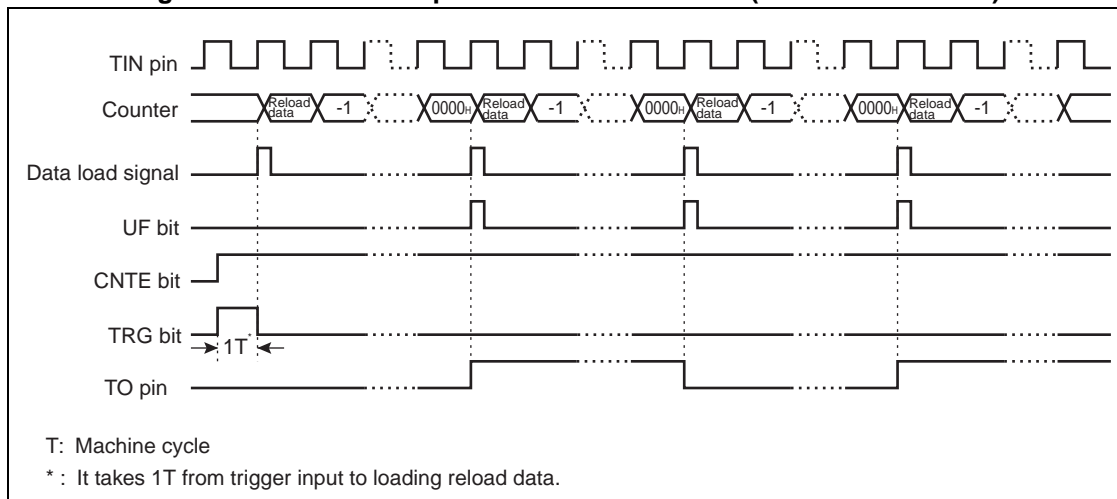 TIN pin
Counter Reload data -1 0000H Reload data -1 0000H Reload data -1 0000H Reload data -1
Data load signal
UF bit
CNTE bit
TRG bit
1T*
TO pin
T: Machine cycle
* : It takes 1T from trigger input to loading reload data.